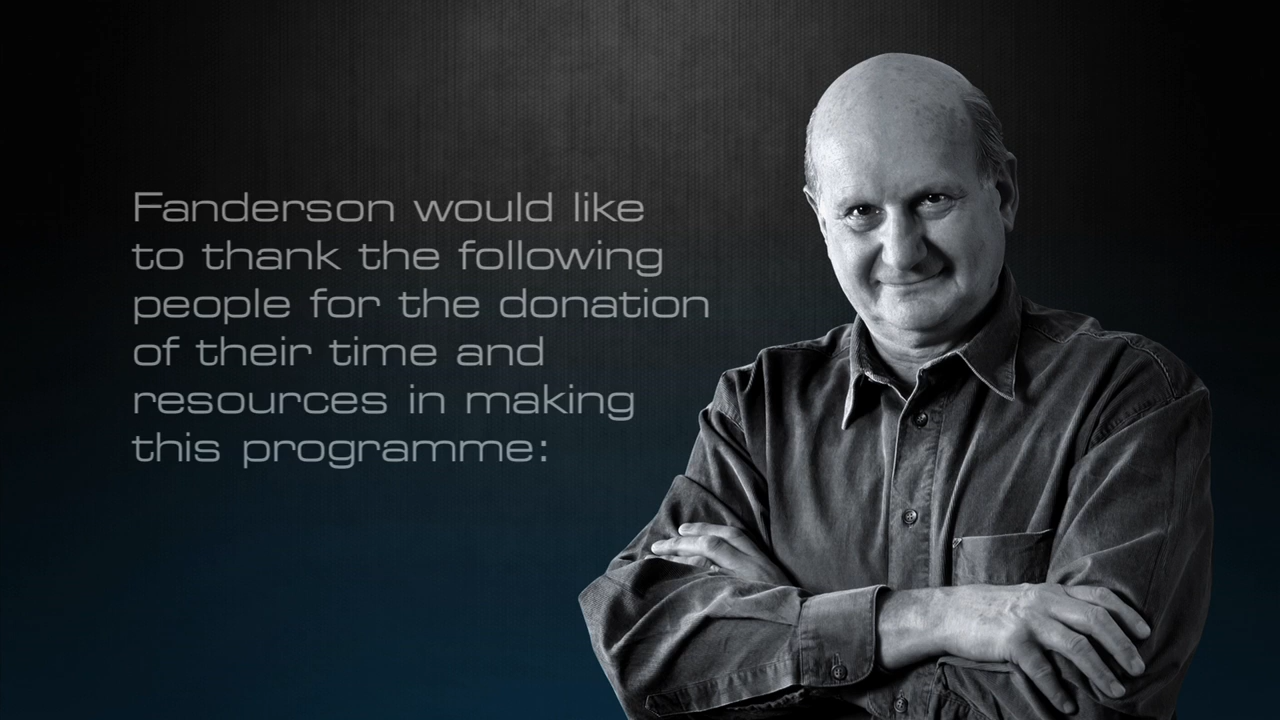 Fanderson would like
to thank the following
people for the donation
of their time and
resources in making
this programme: